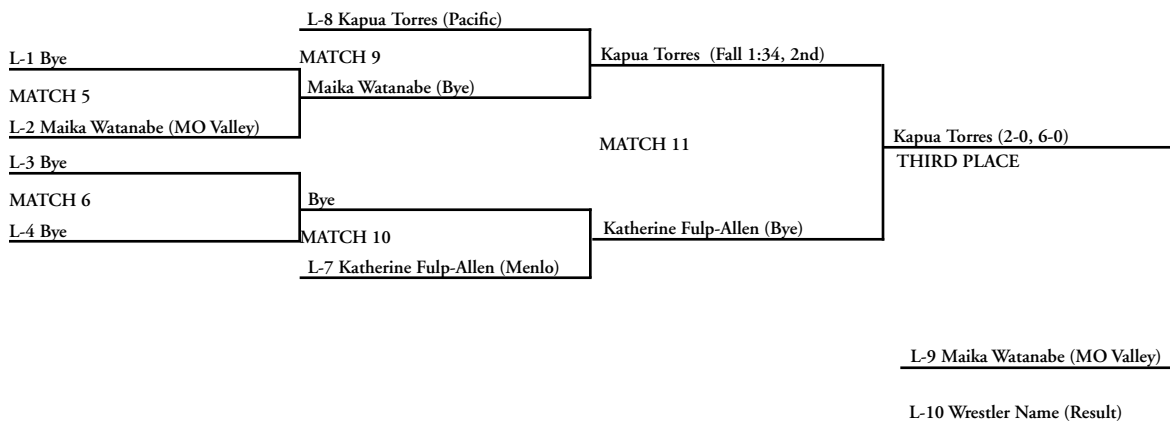 L-8 Kapua Torres (Pacific)
L-1 Bye
MATCH 9
Kapua Torres  (Fall 1:34, 2nd)
MATCH 5
Maika Watanabe (Bye)
L-2 Maika Watanabe (MO Valley)
MATCH 11
Kapua Torres (2-0, 6-0)
THIRD PLACE
L-3 Bye
MATCH 6
Bye
L-4 Bye
MATCH 10
Katherine Fulp-Allen (Bye)
L-7 Katherine Fulp-Allen (Menlo)
L-9 Maika Watanabe (MO Valley)
L-10 Wrestler Name (Result)